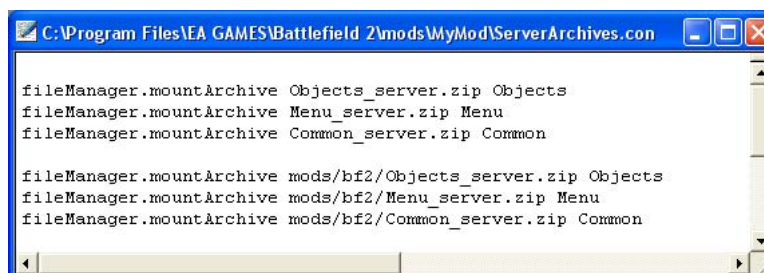 C:\Program Files\EA GAMES\Battlefield 2\mods\MyMod\ServerArchives.con
fileManager.mountArchive Objects_server.zip Objects
fileManager.mountArchive Menu_server.zip Menu
fileManager.mountArchive Common_server.zip Common
fileManager.mountArchive mods/bf2/Objects_server.zip Objects
fileManager.mountArchive mods/bf2/Menu_server.zip Menu
fileManager.mountArchive mods/bf2/Common_server.zip Common